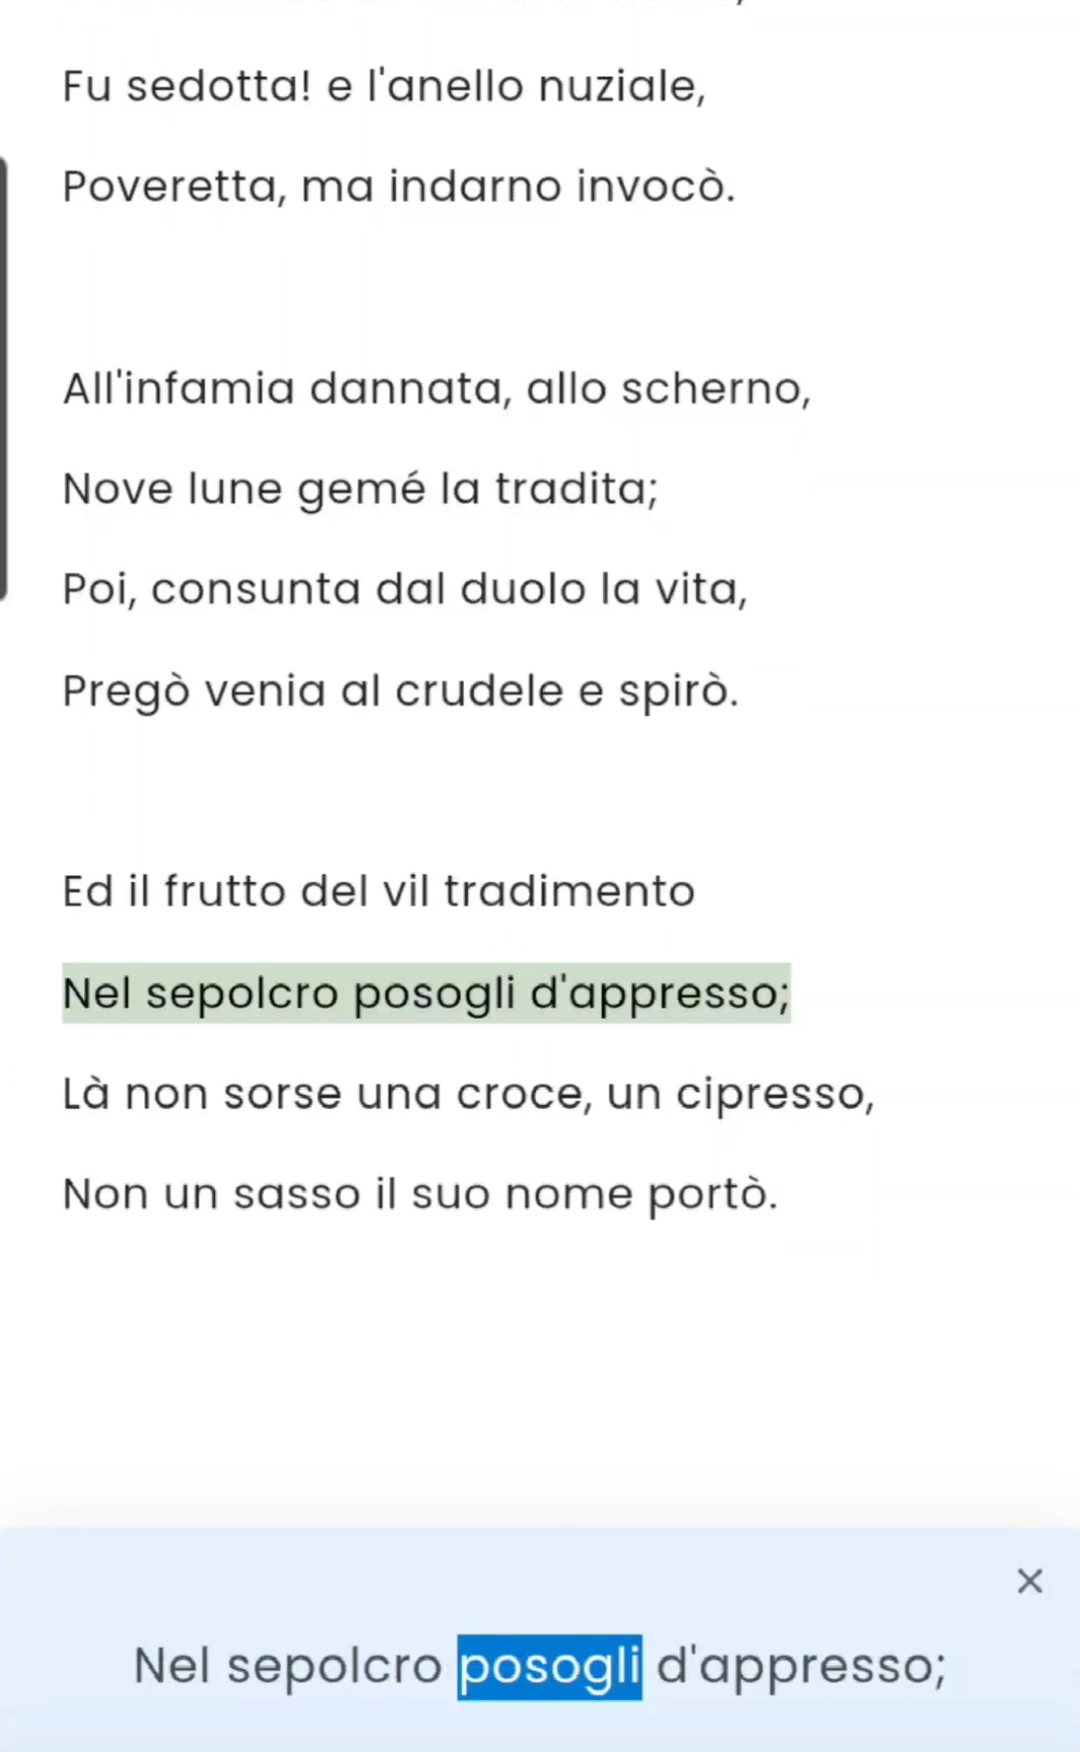 Fu sedotta! e l'anello nuziale,
Poveretta, ma indarno invocò.
All'infamia dannata, allo scherno,
Nove lune gemé la tradita;
Poi, consunta dal duolo la vita,
Pregò venia al crudele e spirò.
Ed il frutto del vil tradimento
Nel sepolcro posogli d'appresso;
Là non sorse una croce, un cipresso,
Non un sasso il suo nome portò.
Nel sepolcro posogli d'appresso;